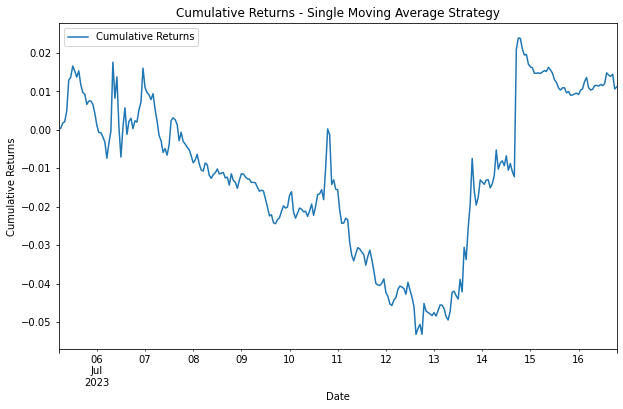 Cumulative Returns - Single Moving Average Strategy
Cumulative Returns
0.02
0.01
0.00
−0.01
−0.02
−0.03
−0.04
−0.05
Cumulative Returns
06 07 08 09 10 11 12 13 14 15 16
Jul
2023
Date